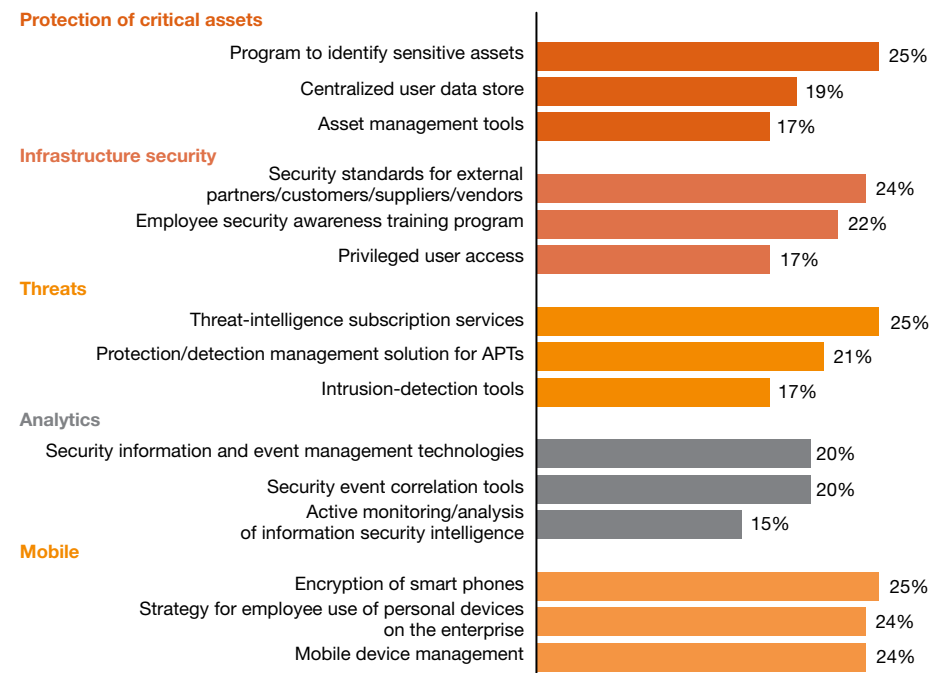 Protection of critical assets
Program to identify sensitive assets 25%
Centralized user data store 19%
Asset management tools 17%
Infrastructure security
Security standards for external
partners/customers/suppliers/vendors 24%
Employee security awareness training program 22%
Privileged user access 17%
Threats
Threat-intelligence subscription services 25%
Protection/detection management solution for APTs 21%
Intrusion-detection tools 17%
Analytics
Security information and event management technologies 20%
Security event correlation tools 20%
Active monitoring/analysis
of information security intelligence 15%
Mobile
Encryption of smart phones 25%
Strategy for employee use of personal devices
on the enterprise 24%
Mobile device management 24%